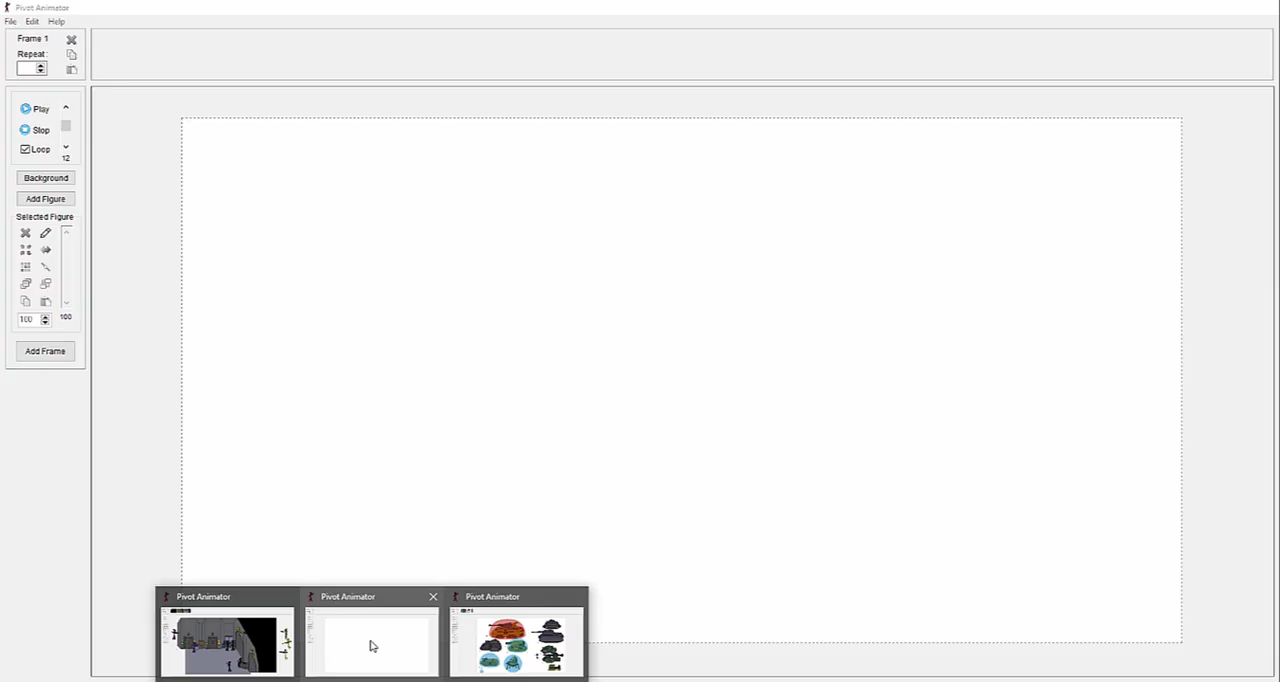 Pivot Animator
File Edit Help
Frame 1
Repeat:
Play
Stop
Loop
12
Background
Add Figure
Selected Figure
100 100
Add Frame
Pivot Animator Pivot Animator Pivot Animator